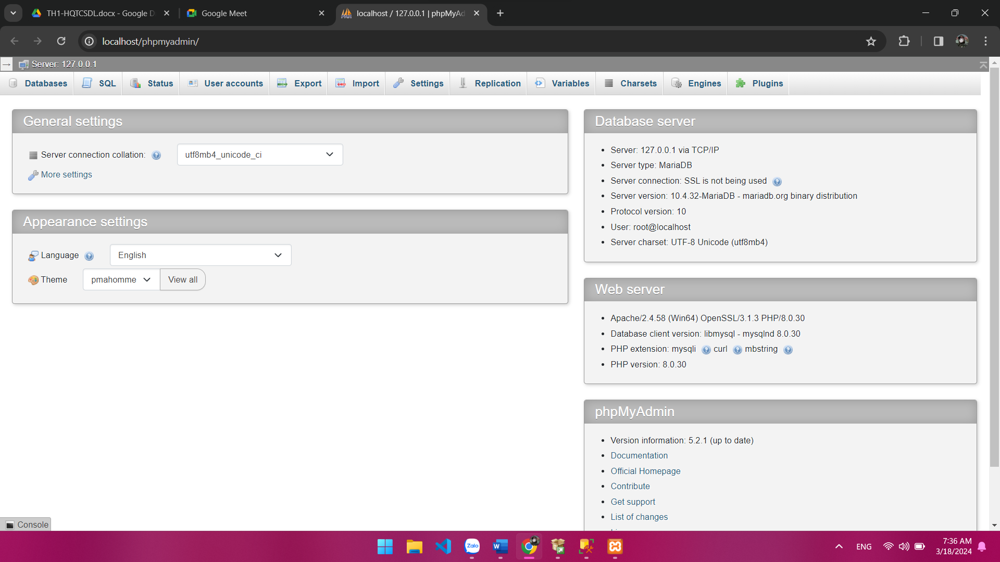 TH1-HQTCSDL.docx - Google D
Google Meet
localhost / 127.0.0.1 | phpMyAd
localhost/phpmyadmin/
Server: 127.0.0.1
Databases
SQL
Status
User accounts
Export
Import
Settings
Replication
Variables
Charsets
Engines
Plugins
General settings
Server connection collation:
utf8mb4_unicode_ci
More settings
Appearance settings
Language
English
Theme
pmahomme
View all
Database server
Server: 127.0.0.1 via TCP/IP
Server type: MariaDB
Server connection: SSL is not being used
Server version: 10.4.32-MariaDB - mariadb.org binary distribution
Protocol version: 10
User: root@localhost
Server charset: UTF-8 Unicode (utf8mb4)
Web server
Apache/2.4.58 (Win64) OpenSSL/3.1.3 PHP/8.0.30
Database client version: libmysql - mysqlnd 8.0.30
PHP extension: mysqli curl mbstring
PHP version: 8.0.30
phpMyAdmin
Version information: 5.2.1 (up to date)
Documentation
Official Homepage
Contribute
Get support
List of changes
Console
Zalo
ENG
7:36 AM
3/18/2024